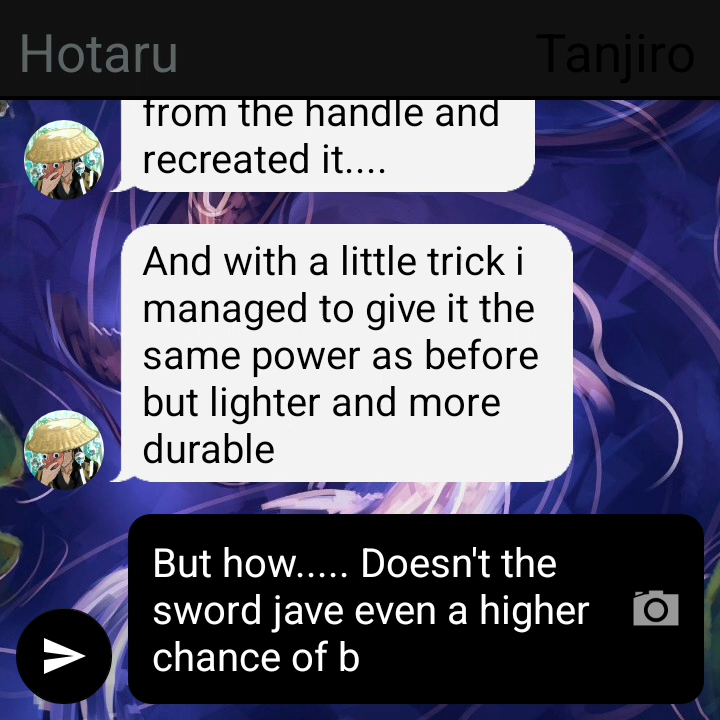 Hotaru
Tanjiro
from the handle and
recreated it....
And with a little trick i
managed to give it the
same power as before
but lighter and more
durable
But how..... Doesn't the
sword jave even a higher
chance of b